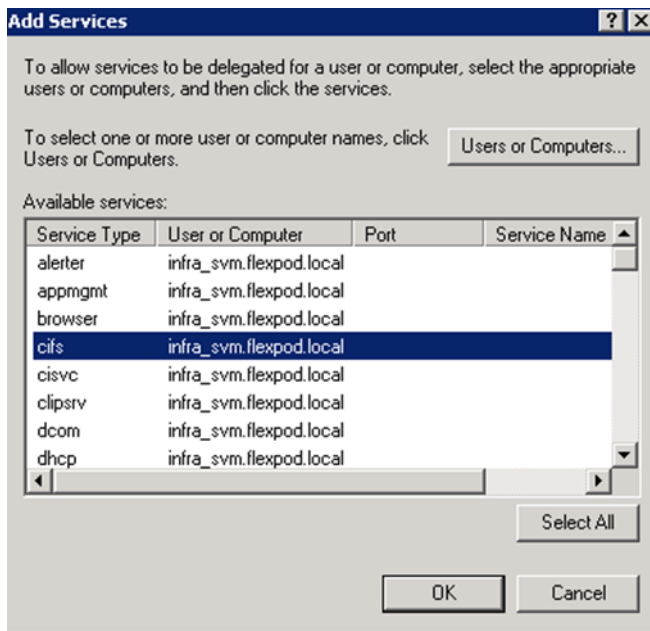 Add Services
To allow services to be delegated for a user or computer, select the appropriate
users or computers, and then click the services.
To select one or more user or computer names, click
Users or Computers.
Users or Computers...
Available services:
Service Type User or Computer Port Service Name
alerter infra_svm.flexpod.local
appmgmt infra_svm.flexpod.local
browser infra_svm.flexpod.local
cifs infra_svm.flexpod.local
cisvc infra_svm.flexpod.local
clipsrv infra_svm.flexpod.local
dcom infra_svm.flexpod.local
dhcp infra_svm.flexpod.local
Select All
OK Cancel